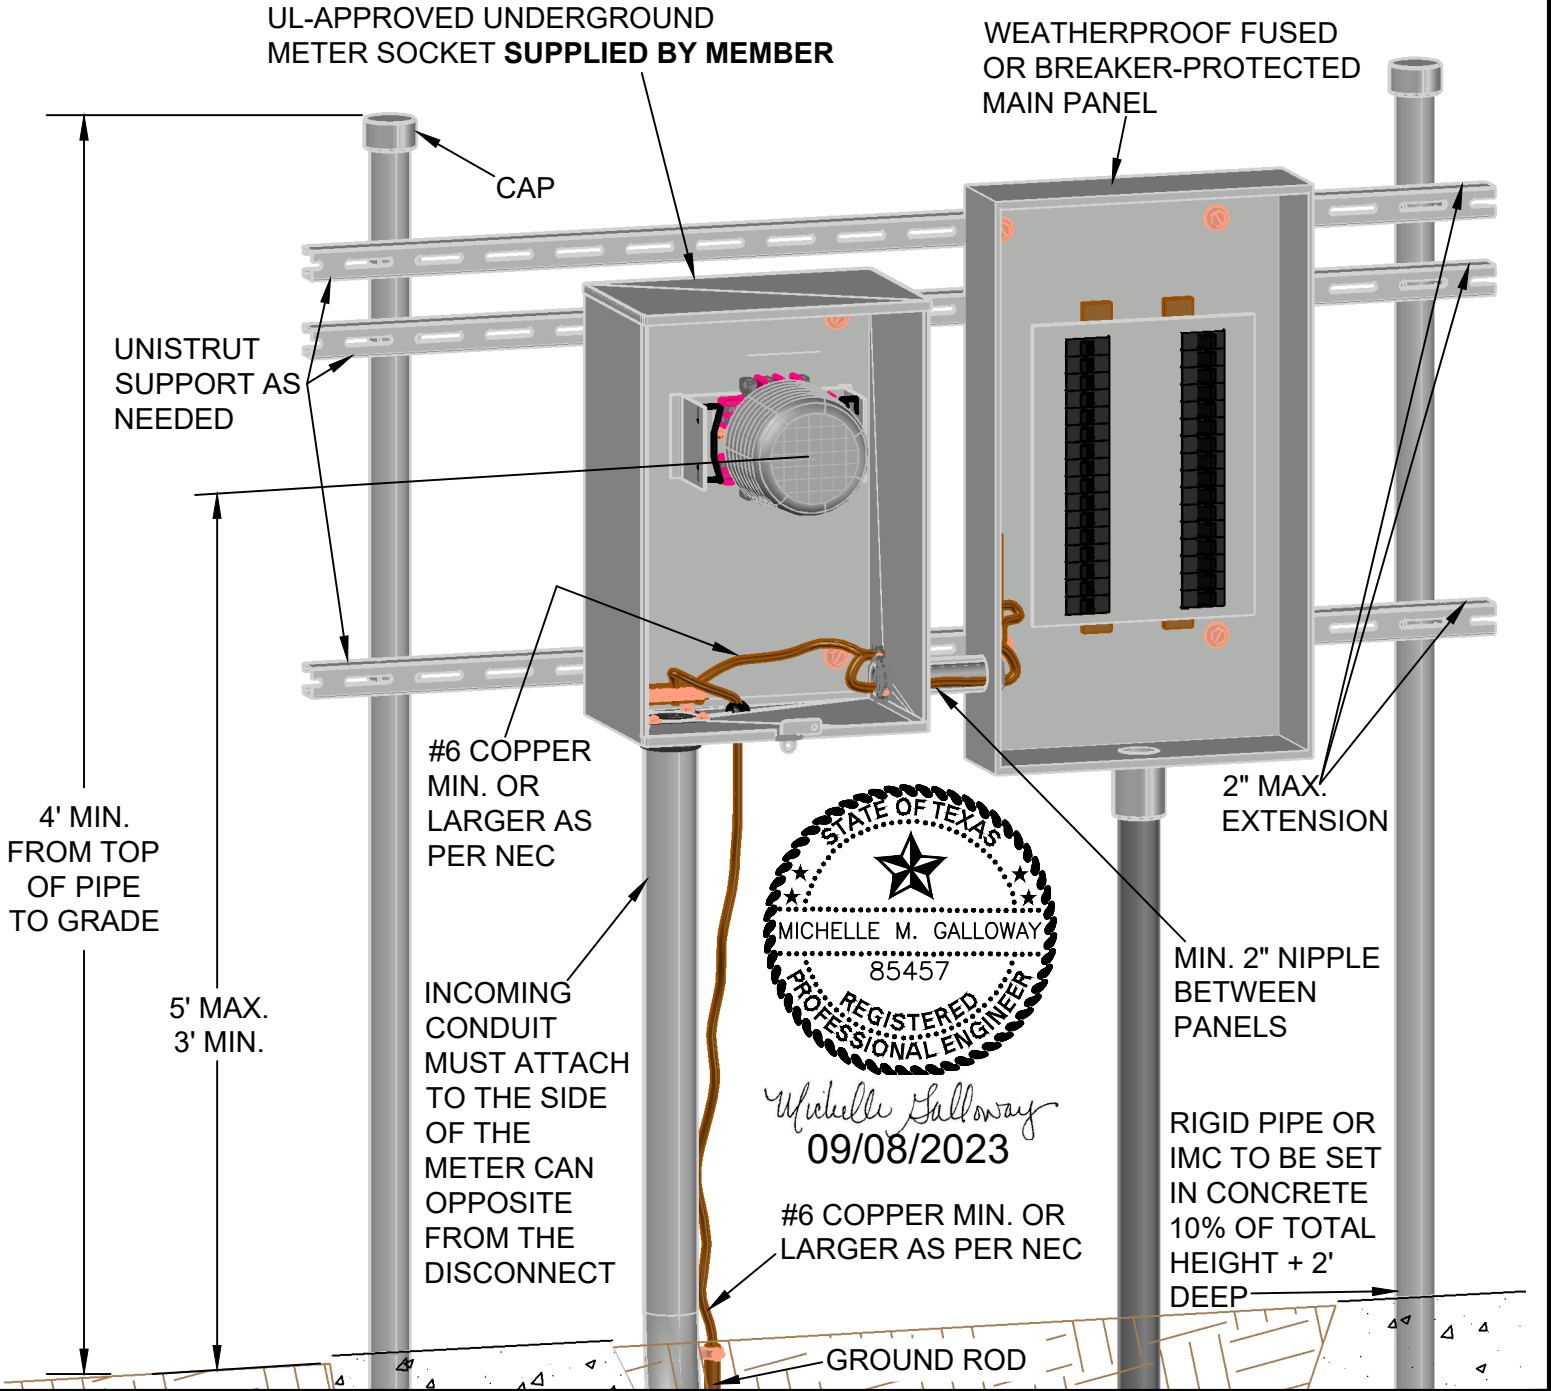 UL-APPROVED UNDERGROUND
METER SOCKET SUPPLIED BY MEMBER
WEATHERPROOF FUSED
OR BREAKER-PROTECTED
MAIN PANEL
CAP
UNISTRUT
SUPPORT AS
NEEDED
#6 COPPER
MIN. OR
LARGER AS
PER NEC
2" MAX.
EXTENSION
4' MIN.
FROM TOP
OF PIPE
TO GRADE
5' MAX.
3' MIN.
INCOMING
CONDUIT
MUST ATTACH
TO THE SIDE
OF THE
METER CAN
OPPOSITE
FROM THE
DISCONNECT
STATE OF TEXAS
MICHELLE M. GALLOWAY
85457
REGISTERED
PROFESSIONAL ENGINEER
Michelle Galloway
09/08/2023
MIN. 2" NIPPLE
BETWEEN
PANELS
#6 COPPER MIN. OR
LARGER AS PER NEC
RIGID PIPE OR
IMC TO BE SET
IN CONCRETE
10% OF TOTAL
HEIGHT + 2'
DEEP
GROUND ROD